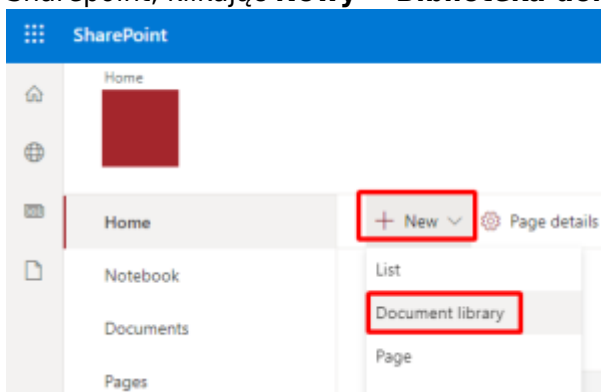 SharePoint
Home
Home
+ New
Page details
Notebook
List
Document library
Documents
Page
Pages